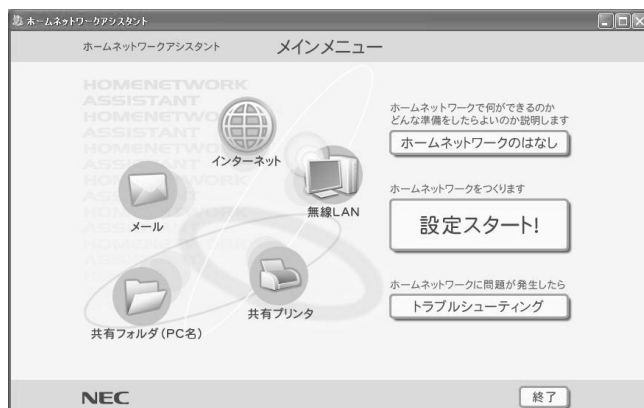 ホームネットワークアシスタント
ホームネットワークアシスタント
メインメニュー
HOMENETWORK
ASSISTANT
HOMENETWORK
ASSISTANT
HOMENETWORK
ASSISTANT
インターネット
無線LAN
メール
共有プリンタ
共有フォルダ(PC名)
ホームネットワークで何ができるのか
どんな準備をしたらよいのか説明します
ホームネットワークのはなし
ホームネットワークをつくります
設定スタート!
ホームネットワークに問題が発生したら
トラブルシューティング
NEC
終了